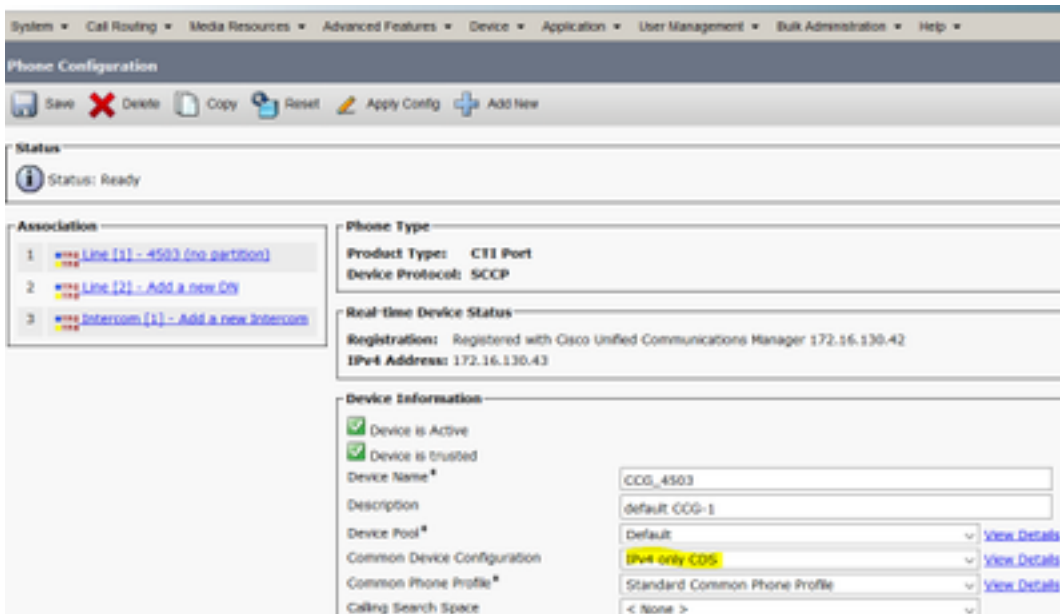 System Call Routing Media Resources Advanced Features Device Application User Management Bulk Administration Help
Phone Configuration
Save Delete Copy Reset Apply Config Add New
Status
Status: Ready
Association
1 Line [1] - 4503 (no partition)
2 Line [2] - Add a new DN
3 Intercom [1] - Add a new Intercom
Phone Type
Product Type: CTI Port
Device Protocol: SCCP
Real-time Device Status
Registration: Registered with Cisco Unified Communications Manager 172.16.130.42
IPv4 Address: 172.16.130.43
Device Information
Device is Active
Device is trusted
Device Name* CCG_4503
Description default CCG-1
Device Pool* Default View Details
Common Device Configuration IPv4 only CDS View Details
Common Phone Profile* Standard Common Phone Profile View Details
Calling Search Space < None >